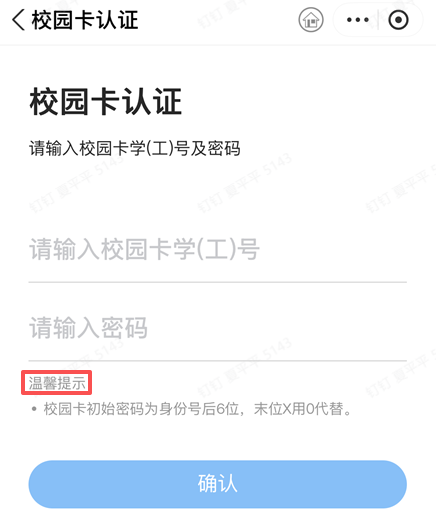 校园卡认证
校园卡认证
请输入校园卡学(工)号及密码
请输入校园卡学(工)号
请输入密码
温馨提示
• 校园卡初始密码为身份号后6位，末位X用0代替。
确认